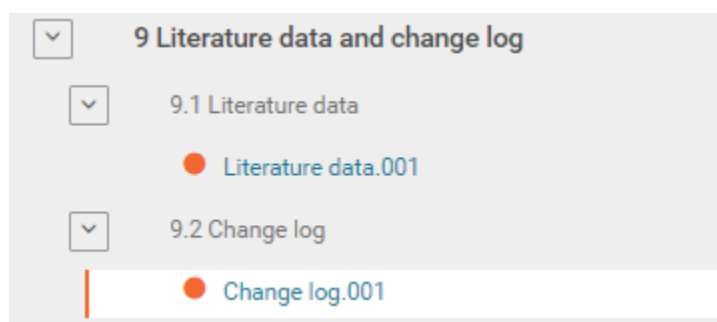 9 Literature data and change log
9.1 Literature data
Literature data.001
9.2 Change log
Change log.001